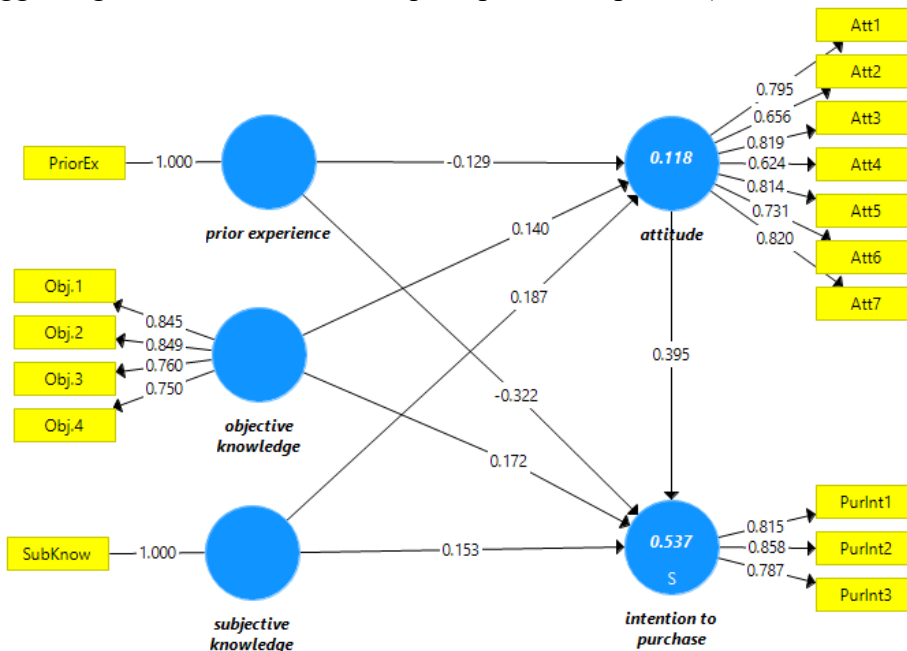 Att1
Att2
0.795
0.656
Att3
0.819
PriorEx
1.000
-0.129
0.118
0.624
Att4
0.814
Att5
prior experience
0.140
attitude
0.731
0.820
Att6
Obj.1
0.187
Att7
0.845
Obj.2
0.849
0.395
Obj.3
0.760
0.750
-0.322
Obj.4
objective
knowledge
0.172
PurInt1
0.815
SubKnow
1.000
0.153
0.537
0.858
PurInt2
0.787
S
PurInt3
subjective
knowledge
intention to
purchase